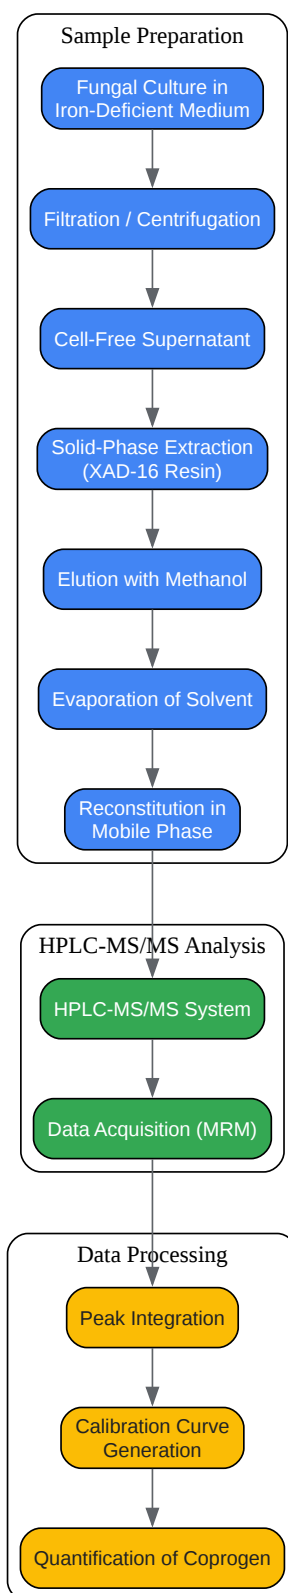 Sample Preparation
Fungal Culture in
Iron-Deficient Medium
Filtration / Centrifugation
Cell-Free Supernatant
Solid-Phase Extraction
(XAD-16 Resin)
Elution with Methanol
Evaporation of Solvent
Reconstitution in
Mobile Phase
HPLC-MS/MS Analysis
HPLC-MS/MS System
Data Acquisition (MRM)
Data Processing
Peak Integration
Calibration Curve
Generation
Quantification of Coprogen